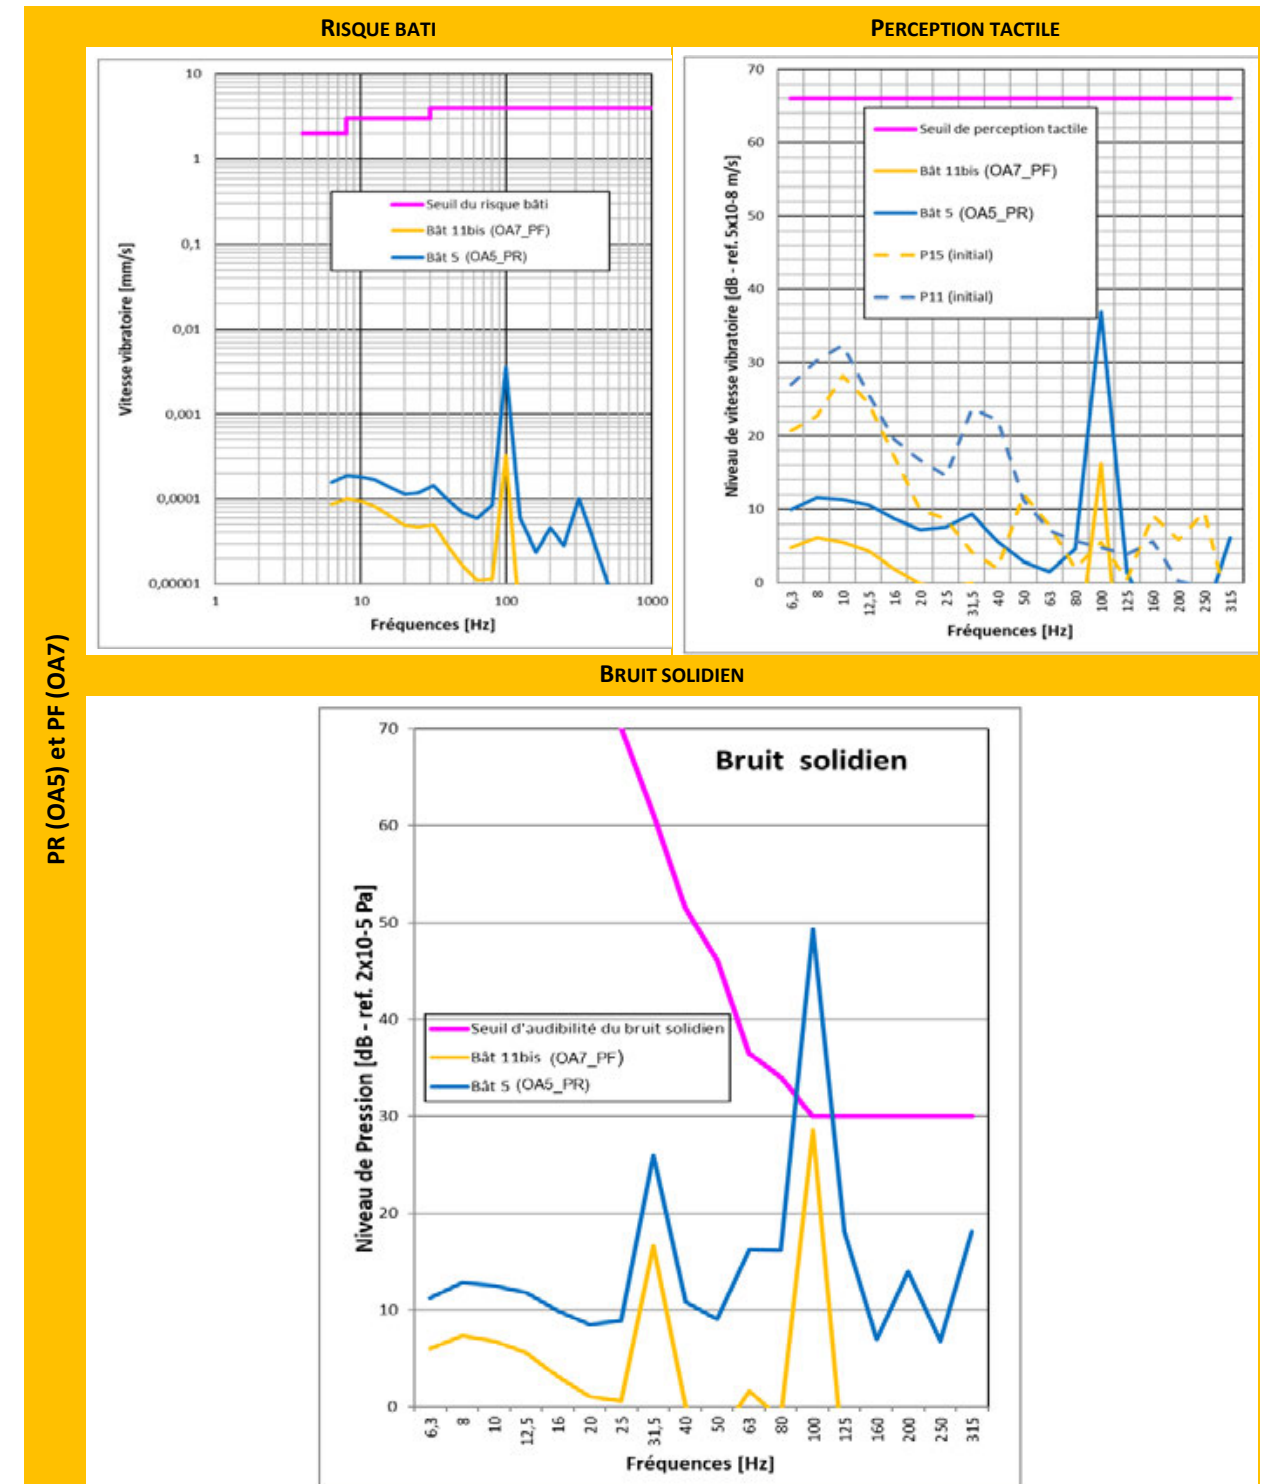 PR (OA5) et PF (OA7)
RISQUE BATI
Vitesse vibratoire [mm/s]
10
1
0,1
0,01
0,001
0,0001
0,00001
Seuil du risque bâti
Bât 11bis (OA7_PF)
Bât 5 (OA5_PR)
1 10 100 1000
Fréquences [Hz]
PERCEPTION TACTILE
Niveau de vitesse vibratoire [dB - ref. 5x10-8 m/s]
70
60
50
40
30
20
10
0
Seuil de perception tactile
Bât 11bis (OA7_PF)
Bât 5 (OA5_PR)
P15 (initial)
P11 (initial)
6,3 8 10 12,5 16 20 25 31,5 40 50 63 80 100 125 160 200 250 315
Fréquences [Hz]
BRUIT SOLIDIEN
Bruit solidien
Niveau de Pression [dB - ref. 2x10-5 Pa]
70
60
50
40
30
20
10
0
Seuil d'audibilité du bruit solidien
Bât 11bis (OA7_PF)
Bât 5 (OA5_PR)
6,3 8 10 12,5 16 20 25 31,5 40 50 63 80 100 125 160 200 250 315
Fréquences [Hz]